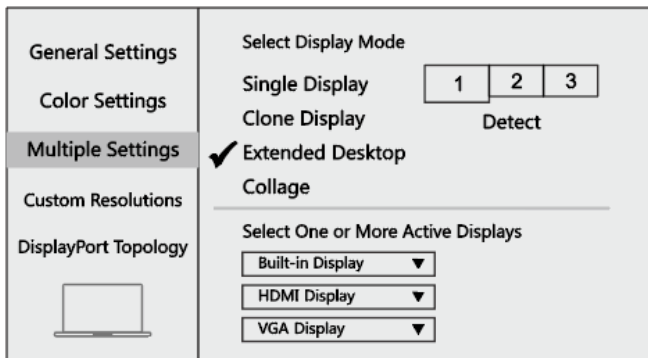 General Settings
Color Settings
Multiple Settings
Custom Resolutions
DisplayPort Topology
Select Display Mode
Single Display
Clone Display
Extended Desktop
Collage
1 2 3
Detect
Select One or More Active Displays
Built-in Display
HDMI Display
VGA Display